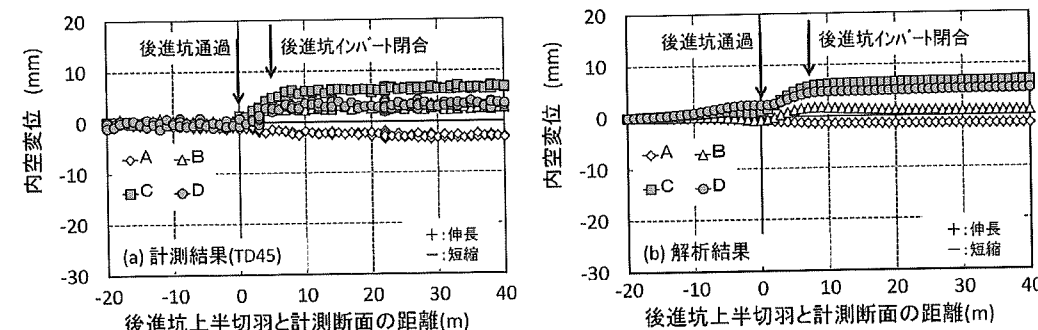 20
10
0
-10
-20
-30
内空変位 (mm)
後進坑通過
後進坑インバート閉合
A
B
C
D
+:伸長
-:短縮
(a) 計測結果(TD45)
-20 -10 0 10 20 30 40
後進坑上半切羽と計測断面の距離(m)
20
10
0
-10
-20
-30
内空変位 (mm)
後進坑通過
後進坑インバート閉合
A
B
C
D
+:伸長
-:短縮
(b) 解析結果
-20 -10 0 10 20 30 40
後進坑上半切羽と計測断面の距離(m)